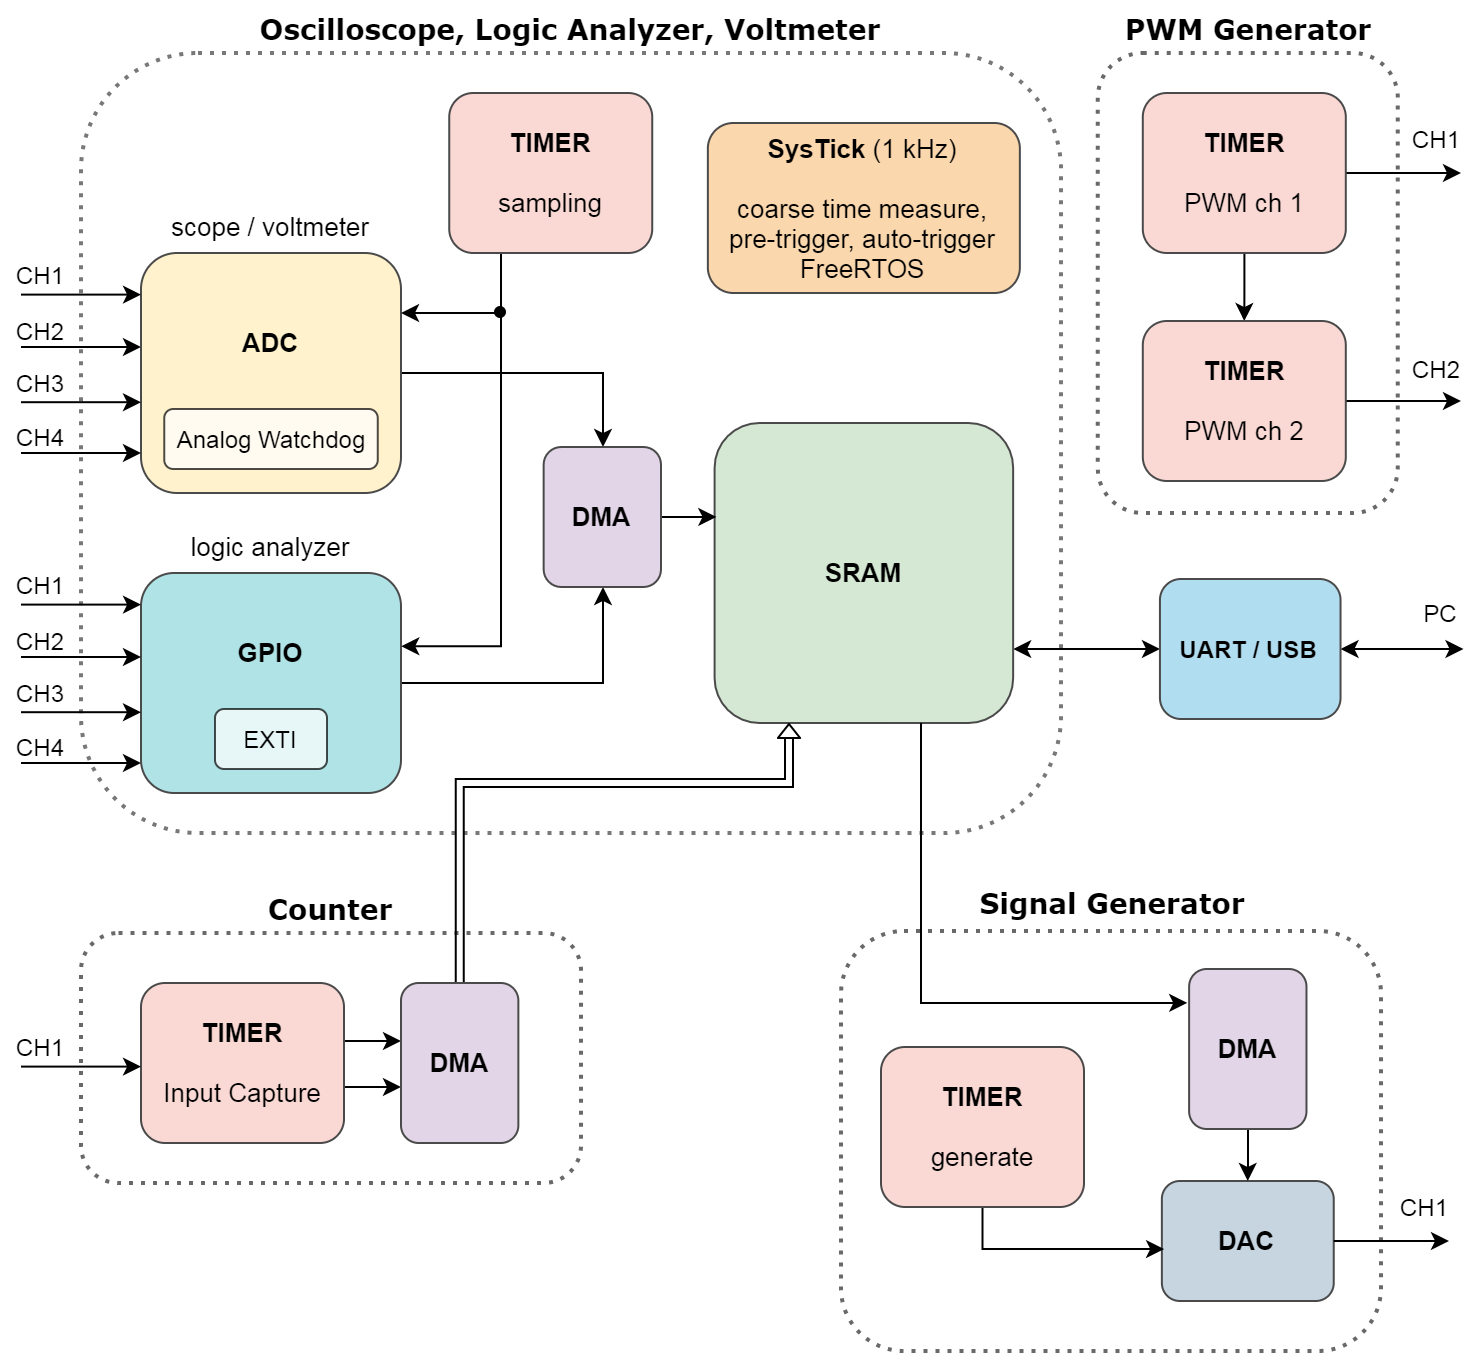 Oscilloscope, Logic Analyzer, Voltmeter
PWM Generator
TIMER
sampling
SysTick (1 kHz)
coarse time measure,
pre-trigger, auto-trigger
FreeRTOS
scope / voltmeter
CH1
CH2
CH3
CH4
ADC
Analog Watchdog
logic analyzer
CH1
CH2
CH3
CH4
GPIO
EXTI
DMA
SRAM
TIMER
PWM ch 1
CH1
TIMER
PWM ch 2
CH2
UART / USB
PC
Counter
CH1
TIMER
Input Capture
DMA
Signal Generator
DMA
TIMER
generate
DAC
CH1